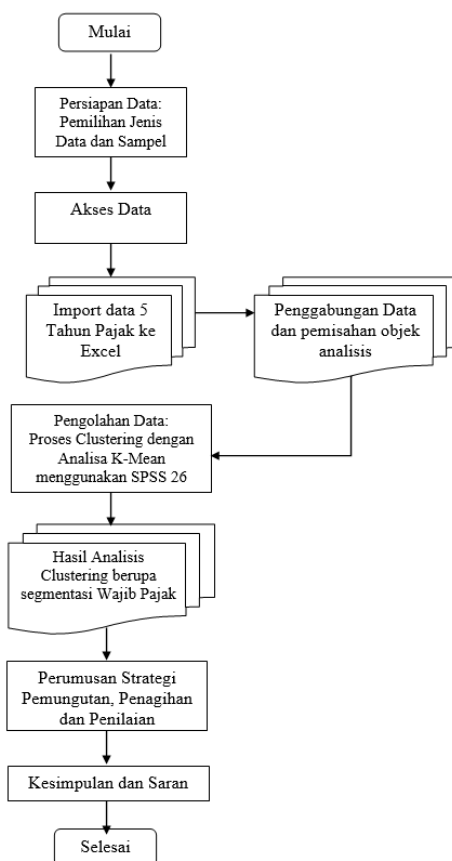 Mulai
Persiapan Data:
Pemilihan Jenis
Data dan Sampel
Akses Data
Import data 5
Tahun Pajak ke
Excel
Penggabungan Data
dan pemisahan objek
analisis
Pengolahan Data:
Proses Clustering dengan
Analisa K-Mean
menggunakan SPSS 26
Hasil Analisis
Clustering berupa
segmentasi Wajib Pajak
Perumusan Strategi
Pemungutan, Penagihan
dan Penilaian
Kesimpulan dan Saran
Selesai